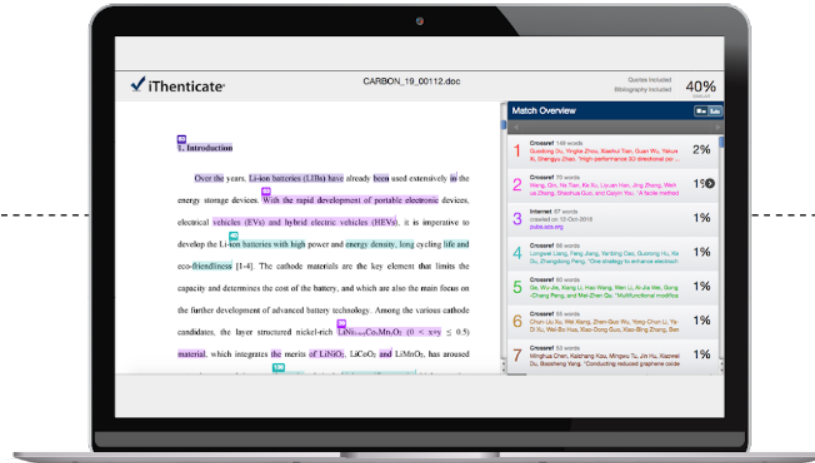 iThenticate
CARBON_19_00112.doc
Quotes Included
Bibliography Included
40%
Match Overview
1. Introduction
Over the years, Li-ion batteries (LIBs) have already been used extensively in the
energy storage devices. With the rapid development of portable electronic devices,
electrical vehicles (EVs) and hybrid electric vehicles (HEVs), it is imperative to
develop the Li-ion batteries with high power and energy density, long cycling life and
eco-friendliness [1-4]. The cathode materials are the key element that limits the
capacity and determines the cost of the battery, and which are also the main focus on
the further development of advanced battery technology. Among the various cathode
candidates, the layer structured nickel-rich (0 < x+y ≤ 0.5)
material, which integrates the merits of LiNiO₂, LiCoO₂ and LiMnO₂, has aroused
1 Crossref 149 words
2%
2 Crossref 70 words
3 Internet 67 words
crawled on 12-Oct-2018
pubs.acs.org
1%
4 Crossref 66 words
1%
5 Crossref 60 words
1%
6 Crossref 55 words
1%
7 Crossref 53 words
1%